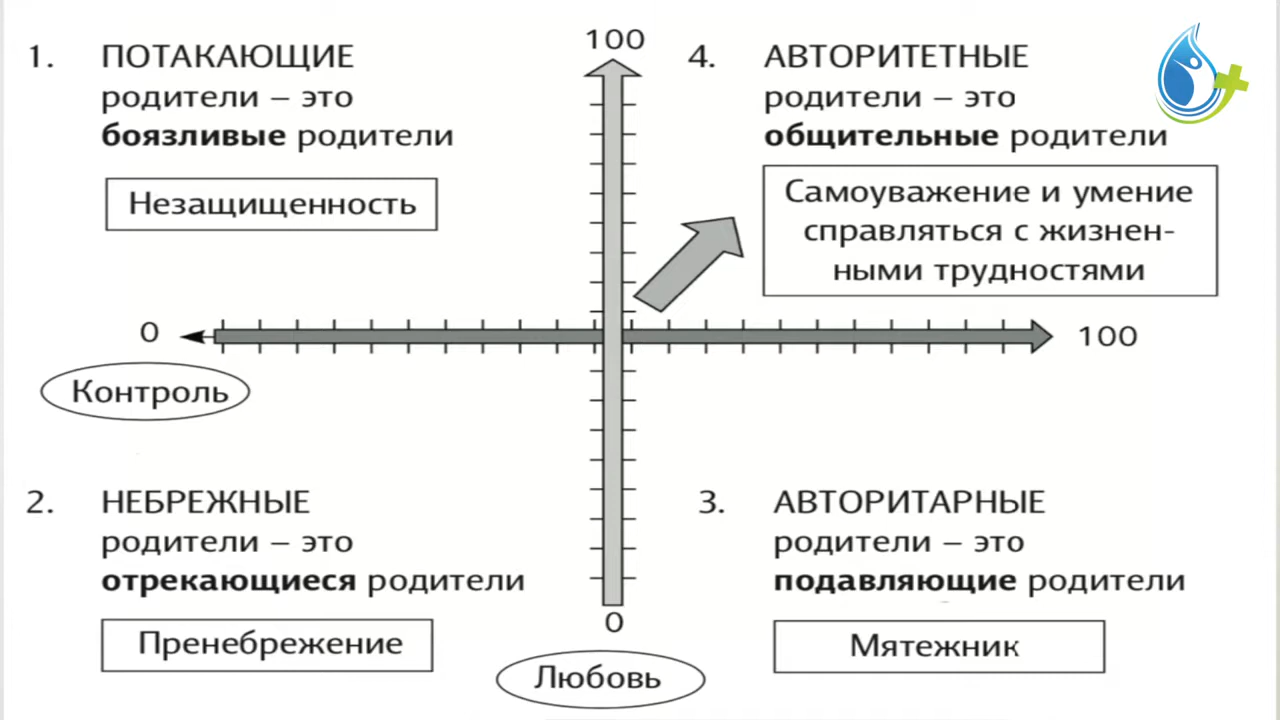 1. ПОТАКАЮЩИЕ
родители – это
боязливые родители
Незащищенность
100
4. АВТОРИТЕТНЫЕ
родители – это
общительные родители
Самоуважение и умение
справляться с жизнен-
ными трудностями
0
100
Контроль
2. НЕБРЕЖНЫЕ
родители – это
отрекающиеся родители
Пренебрежение
0
Любовь
3. АВТОРИТАРНЫЕ
родители – это
подавляющие родители
Мятежник